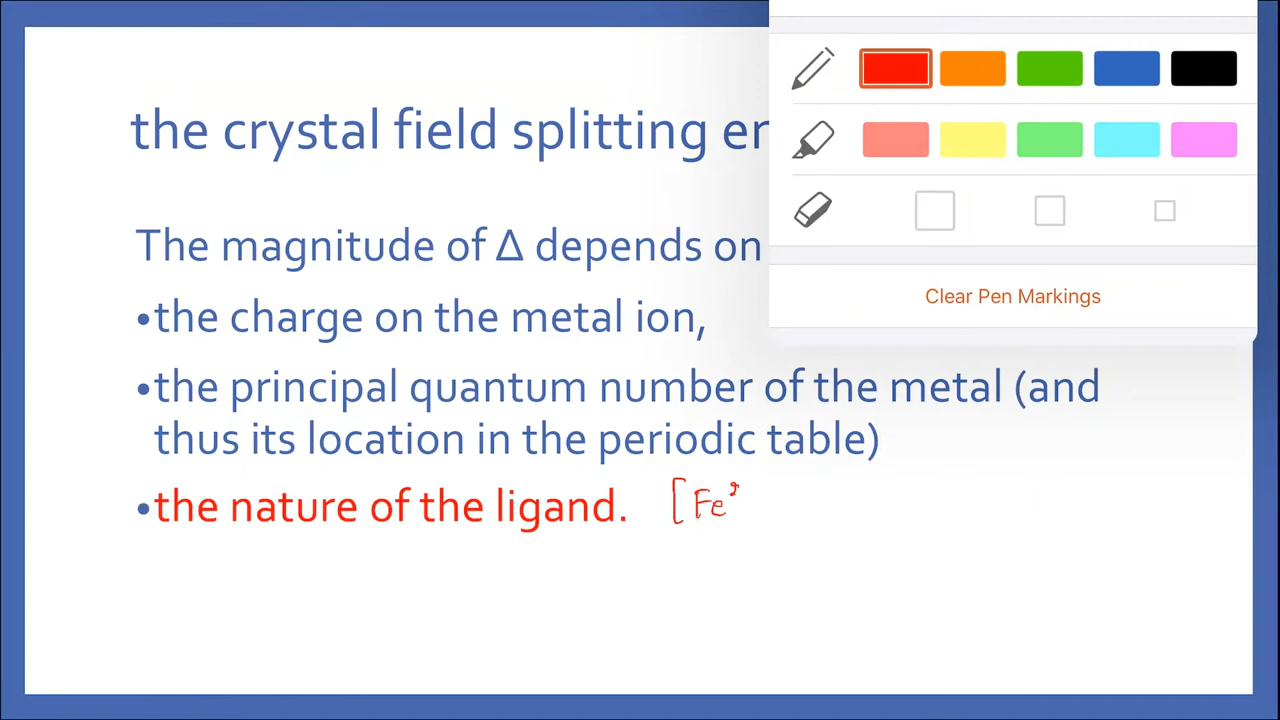 the crystal field splitting
The magnitude of Δ depends on
•the charge on the metal ion,
•the principal quantum number of the metal (and
thus its location in the periodic table)
•the nature of the ligand. [Fe
Clear Pen Markings